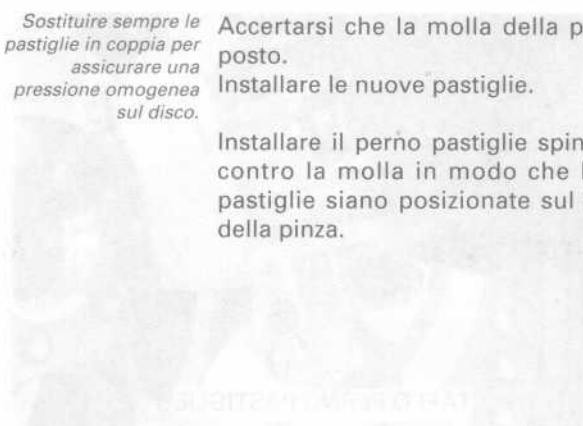 Sostituire sempre le
pastiglie in coppia per
assicurare una
pressione omogenea
sul disco.
Accertarsi che la molla della
posto.
Installare le nuove pastiglie.
Installare il perno pastiglie
contro la molla in modo che
pastiglie siano posizionate sul
della pinza.